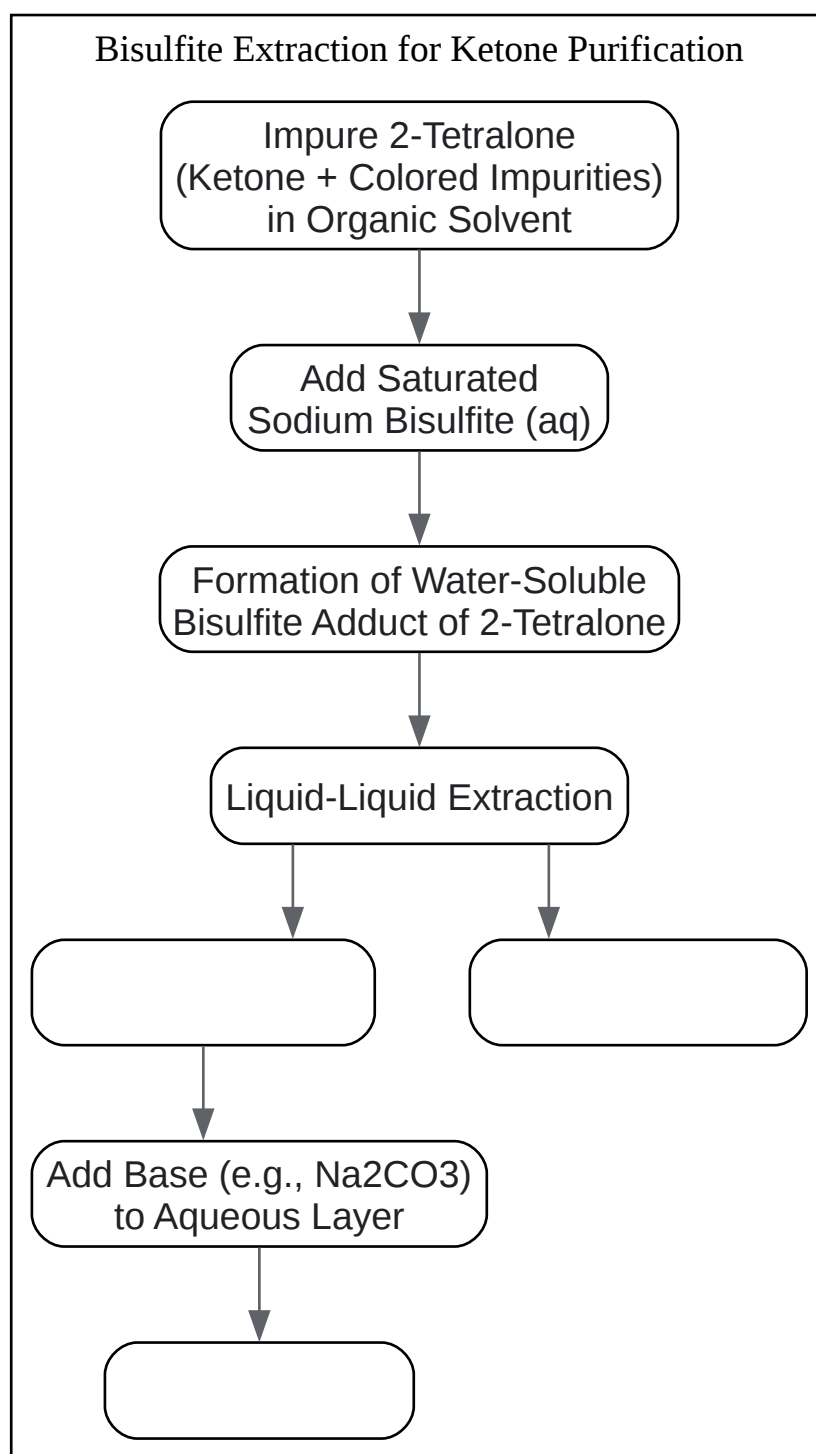 Bisulfite Extraction for Ketone Purification
Impure 2-Tetralone
(Ketone + Colored Impurities)
in Organic Solvent
Add Saturated
Sodium Bisulfite (aq)
Formation of Water-Soluble
Bisulfite Adduct of 2-Tetralone
Liquid-Liquid Extraction
Add Base (e.g., Na2CO3)
to Aqueous Layer